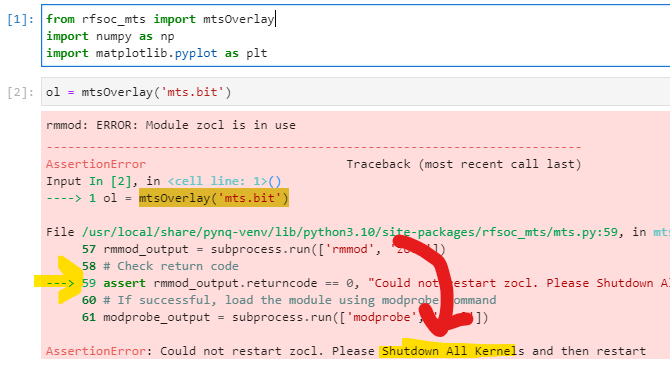 [1]: from rfsoc_mts import mtsOverlay
import numpy as np
import matplotlib.pyplot as plt
[2]: ol = mtsOverlay('mts.bit')
rmmod: ERROR: Module zocl is in use
---------------------------------------------------------------------------
AssertionError                            Traceback (most recent call last)
Input In [2], in <cell line: 1>()
----> 1 ol = mtsOverlay('mts.bit')
File /usr/local/share/pynq-venv/lib/python3.10/site-packages/rfsoc_mts/mts.py:59, in
57 rmmod_output = subprocess.run(['rmmod', '
58 # Check return code
---> 59 assert rmmod_output.returncode == 0, "Could not restart zocl. Please Shutdown
60 # If successful, load the module using modprobe command
61 modprobe_output = subprocess.run(['modprobe',
AssertionError: Could not restart zocl. Please Shutdown All Kernels and then restart